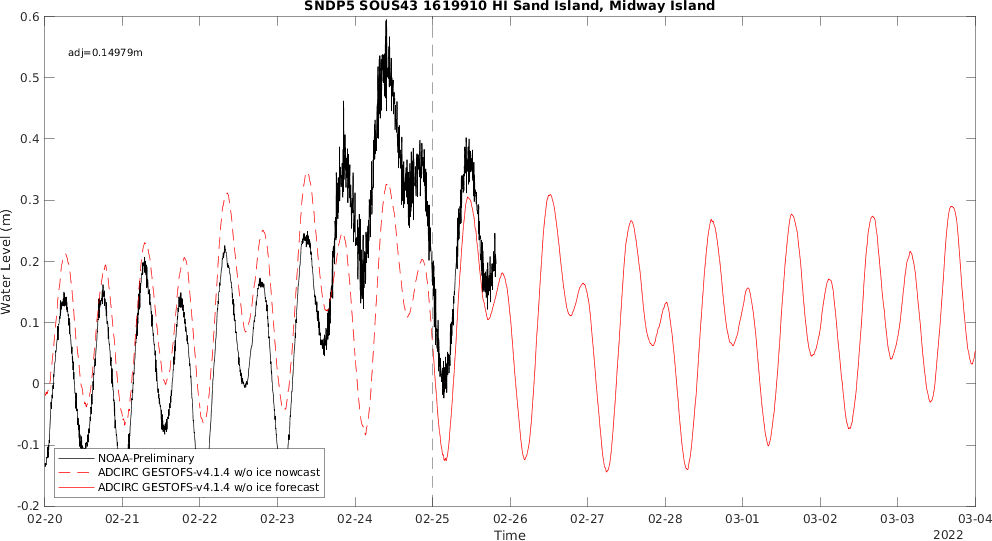 SNDP5 SOUS43 1619910 HI Sand Island, Midway Island
adj=0.14979m
Water Level (m)
0.6
0.5
0.4
0.3
0.2
0.1
0
-0.1
-0.2
NOAA-Preliminary
ADCIRC GESTOFS-v4.1.4 w/o ice nowcast
ADCIRC GESTOFS-v4.1.4 w/o ice forecast
02-20 02-21 02-22 02-23 02-24 02-25 02-26 02-27 02-28 03-01 03-02 03-03 03-04
Time
2022